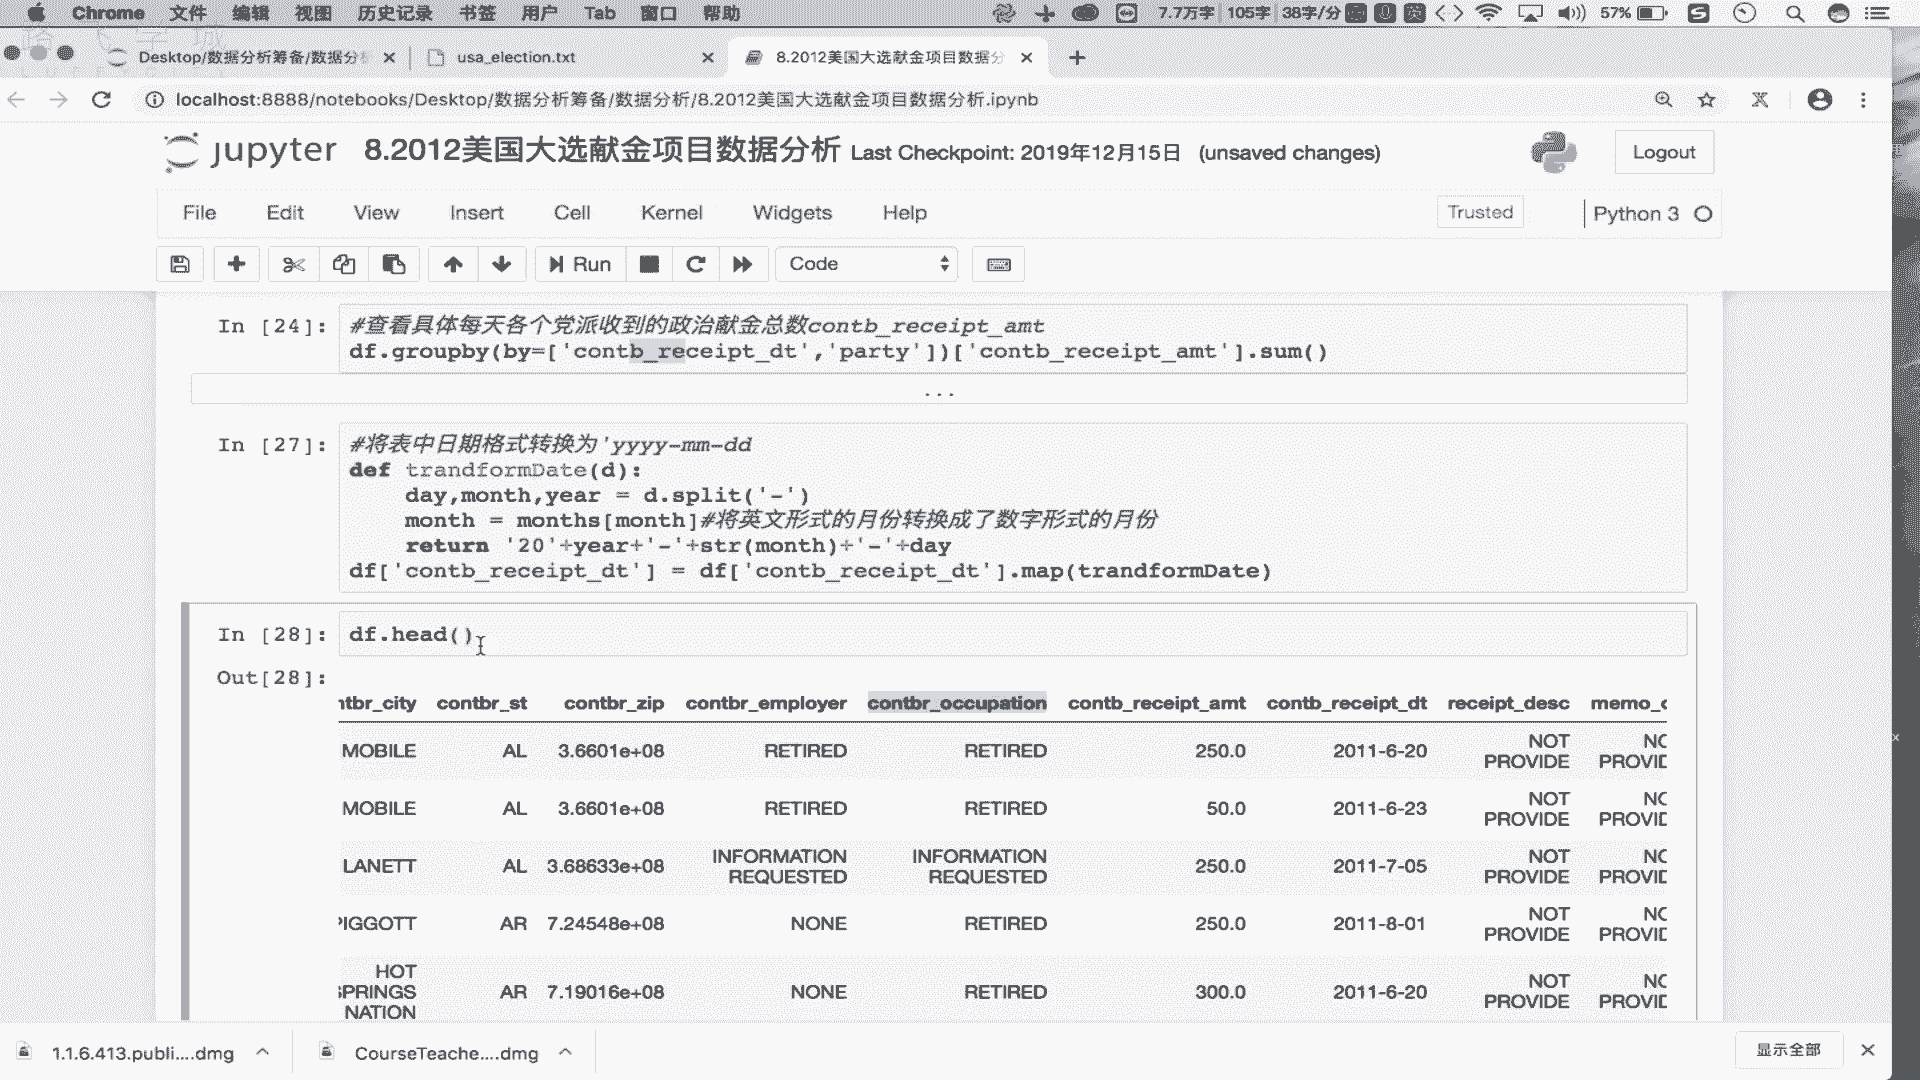 Chrome 文件 编辑 视图 历史记录 书签 用户 Tab 窗口 帮助 7.7万字 105字 38字/分 英 57%
Desktop/数据分析筹备/数据分 usa_election.txt 8.2012美国大选献金项目数据分
localhost:8888/notebooks/Desktop/数据分析筹备/数据分析/8.2012美国大选献金项目数据分析.ipynb
jupyter 8.2012美国大选献金项目数据分析 Last Checkpoint: 2019年12月15日 (unsaved changes) Logout
File Edit View Insert Cell Kernel Widgets Help Trusted Python 3
Run Code
In [24]: #查看具体每天各个党派收到的政治献金总数contb_receipt_amt
df.groupby(by=['contb_receipt_dt','party'])['contb_receipt_amt'].sum()
...
In [27]: #将表中日期格式转换为'yyyy-mm-dd
def trandformDate(d):
day,month,year = d.split('-')
month = months[month]#将英文形式的月份转换成了数字形式的月份
return '20'+year+'-'+str(month)+'-'+day
df['contb_receipt_dt'] = df['contb_receipt_dt'].map(trandformDate)
In [28]: df.head()
Out[28]:
ntbr_city contbr_st contbr_zip contbr_employer contbr_occupation contb_receipt_amt contb_receipt_dt receipt_desc memo_c
MOBILE AL 3.6601e+08 RETIRED RETIRED 250.0 2011-6-20 NOT PROVIDE NC PROVID
MOBILE AL 3.6601e+08 RETIRED RETIRED 50.0 2011-6-23 NOT PROVIDE NC PROVID
LANETT AL 3.68633e+08 INFORMATION REQUESTED INFORMATION REQUESTED 250.0 2011-7-05 NOT PROVIDE NC PROVID
PIGGOTT AR 7.24548e+08 NONE RETIRED 250.0 2011-8-01 NOT PROVIDE NC PROVID
HOT SPRINGS NATION AR 7.19016e+08 NONE RETIRED 300.0 2011-6-20 NOT PROVIDE NC PROVID
1.1.6.413.publi....dmg CourseTeache....dmg 显示全部